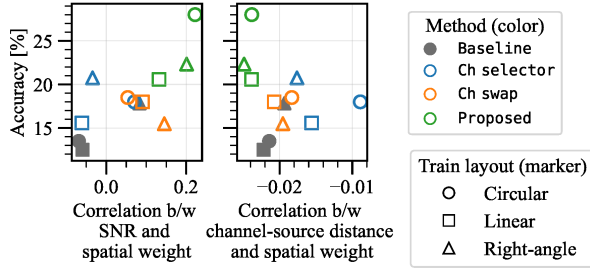 Accuracy [%]
25
20
15
0.0
0.2
Correlation b/w
SNR and
spatial weight
−0.02
−0.01
Correlation b/w
channel-source distance
and spatial weight
Method (color)
Baseline
Ch selector
Ch swap
Proposed
Train layout (marker)
Circular
Linear
Right-angle